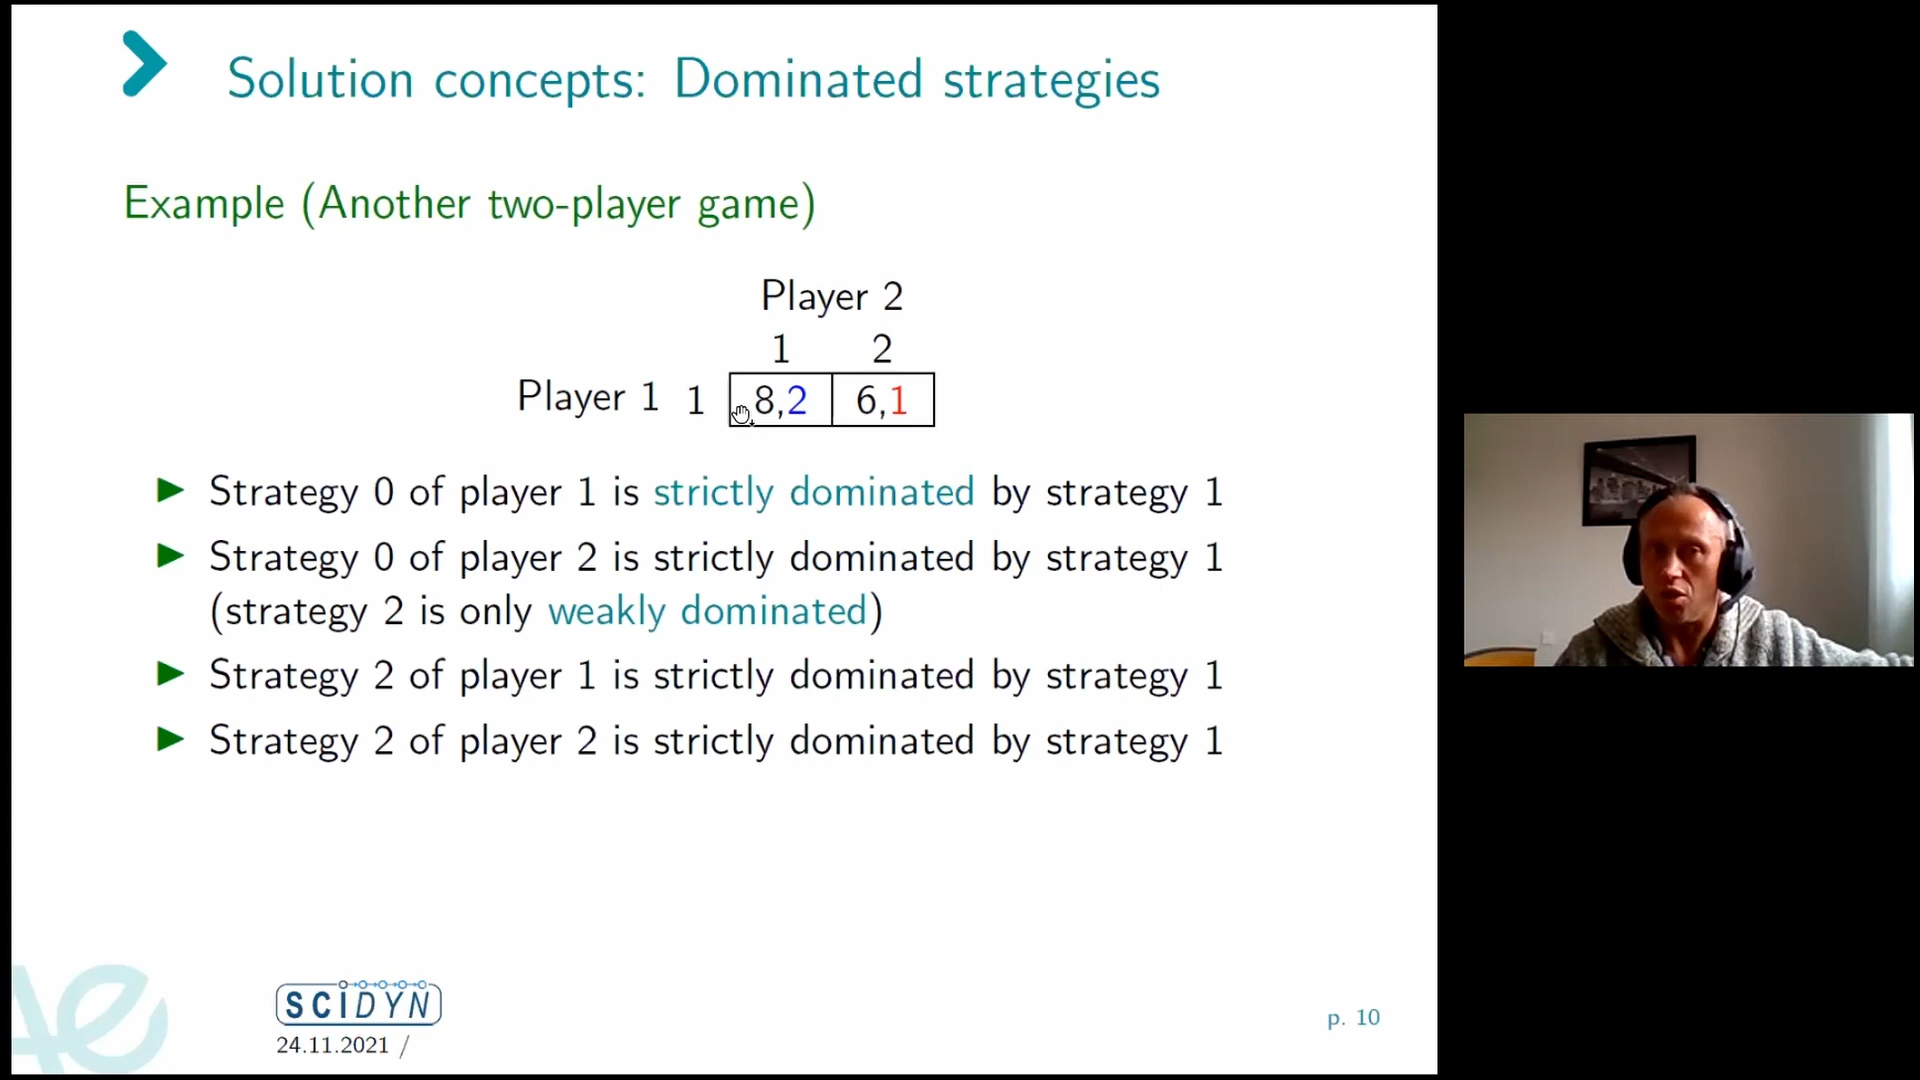 Solution concepts: Dominated strategies
Example (Another two-player game)
Player 2
1 2
Player 1 1 8,2 6,1
▶ Strategy 0 of player 1 is strictly dominated by strategy 1
▶ Strategy 0 of player 2 is strictly dominated by strategy 1
(strategy 2 is only weakly dominated)
▶ Strategy 2 of player 1 is strictly dominated by strategy 1
▶ Strategy 2 of player 2 is strictly dominated by strategy 1
SCIDYN
24.11.2021 /
p. 10